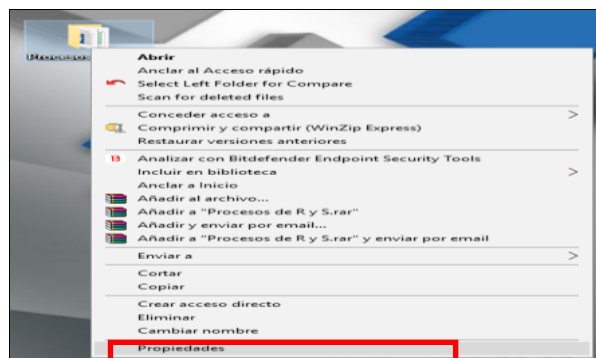 Procesos
Abrir
Anclar al Acceso rápido
Select Left Folder for Compare
Scan for deleted files
Conceder acceso a
Comprimir y compartir (WinZip Express)
Restaurar versiones anteriores
B Analizar con Bitdefender Endpoint Security Tools
Incluir en biblioteca
Anclar a Inicio
Añadir al archivo...
Añadir a "Procesos de R y S.rar"
Añadir y enviar por email...
Añadir a "Procesos de R y S.rar" y enviar por email
Enviar a
Cortar
Copiar
Crear acceso directo
Eliminar
Cambiar nombre
Propiedades